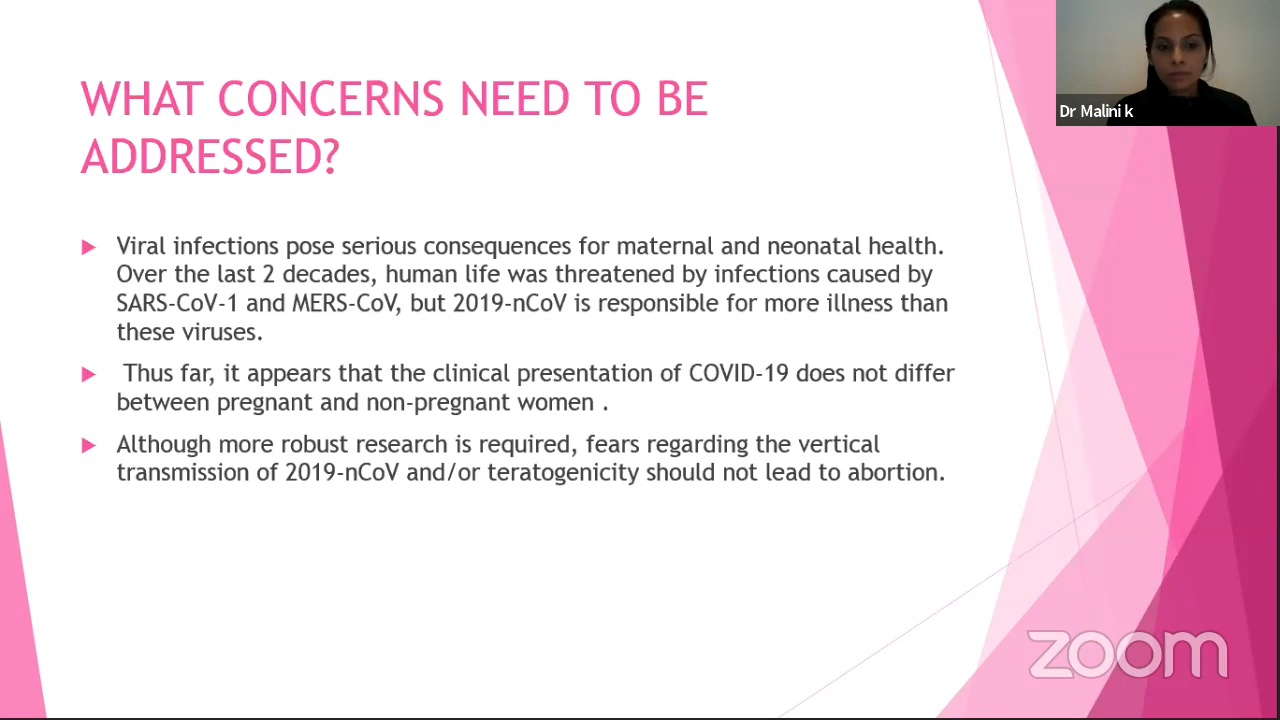 WHAT CONCERNS NEED TO BE
ADDRESSED?
Dr Malini k
Viral infections pose serious consequences for maternal and neonatal health.
Over the last 2 decades, human life was threatened by infections caused by
SARS-CoV-1 and MERS-CoV, but 2019-nCoV is responsible for more illness than
these viruses.
Thus far, it appears that the clinical presentation of COVID-19 does not differ
between pregnant and non-pregnant women .
Although more robust research is required, fears regarding the vertical
transmission of 2019-nCoV and/or teratogenicity should not lead to abortion.
zoom